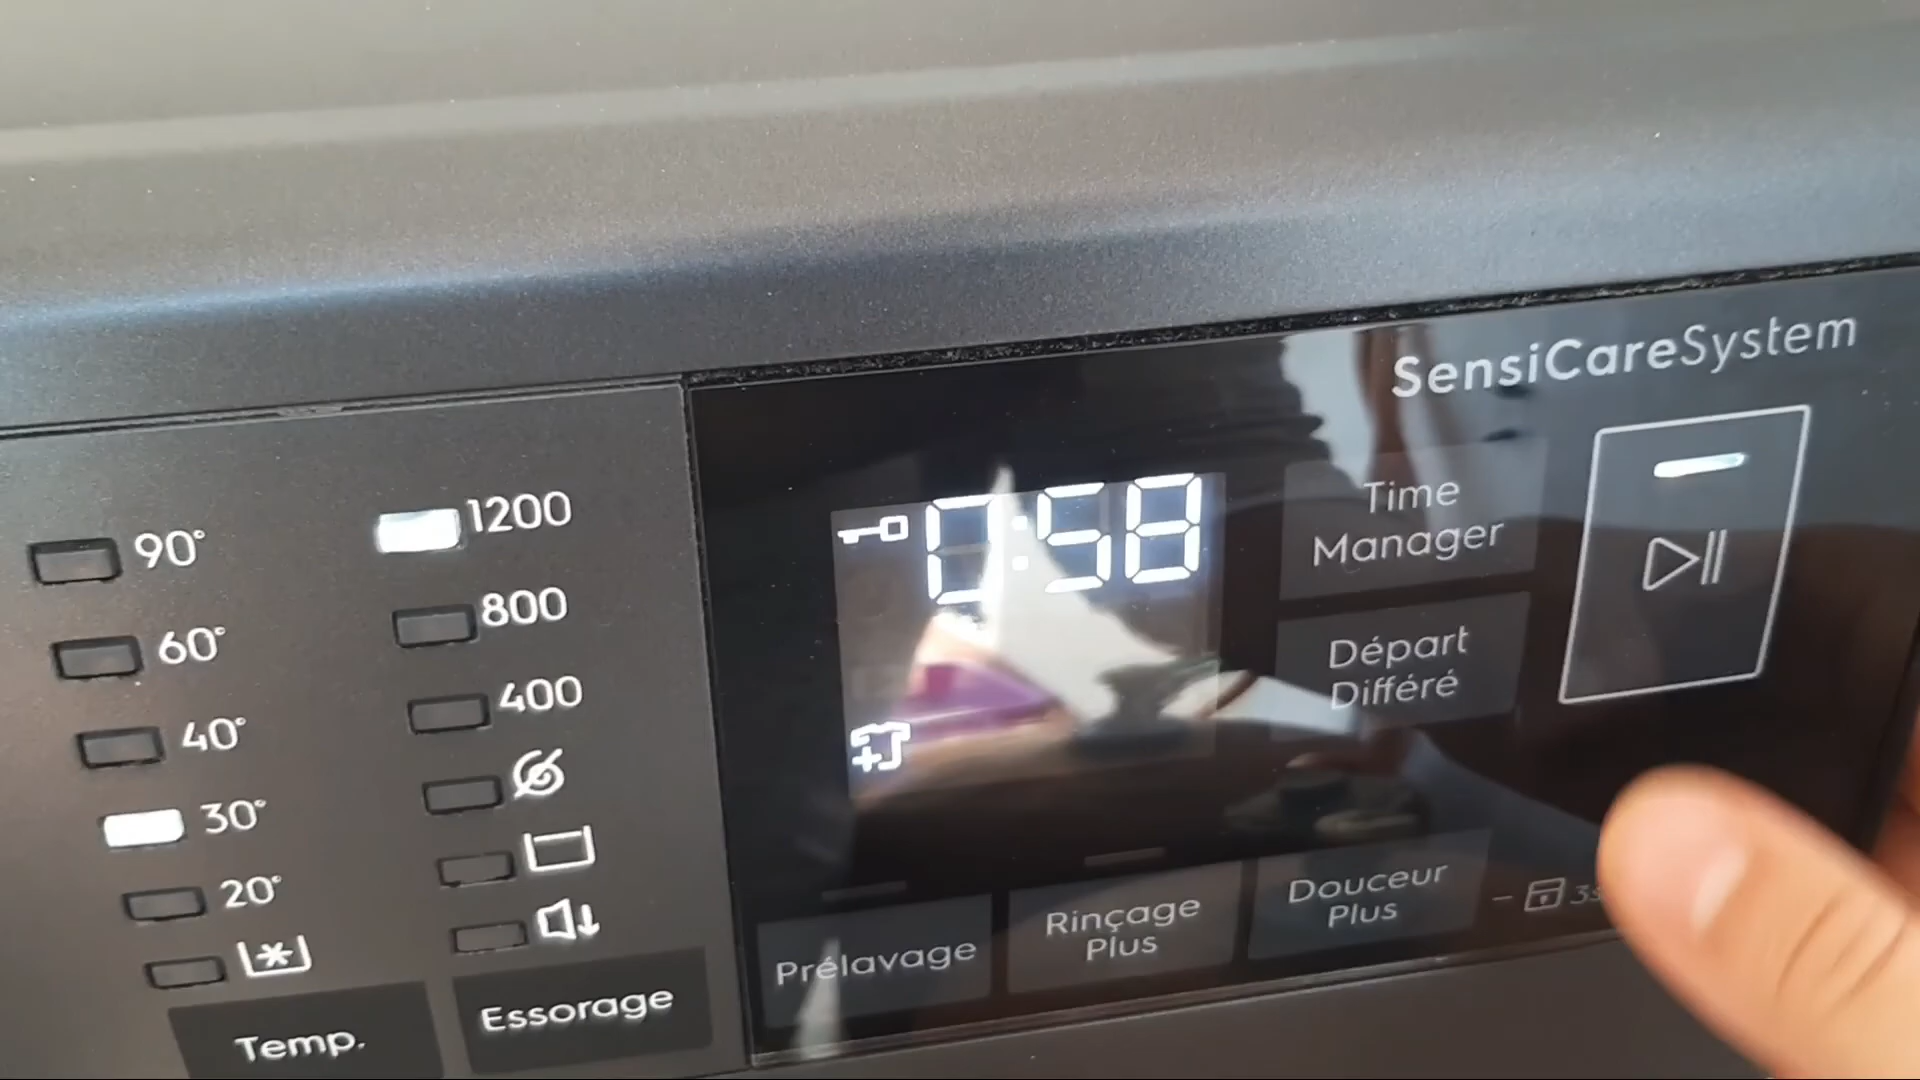 SensiCareSystem
90°
60°
40°
30°
20°
1200
800
400
0:58
Time
Manager
Départ
Différé
Prélavage
Rinçage
Plus
Douceur
Plus
3s
Temp.
Essorage